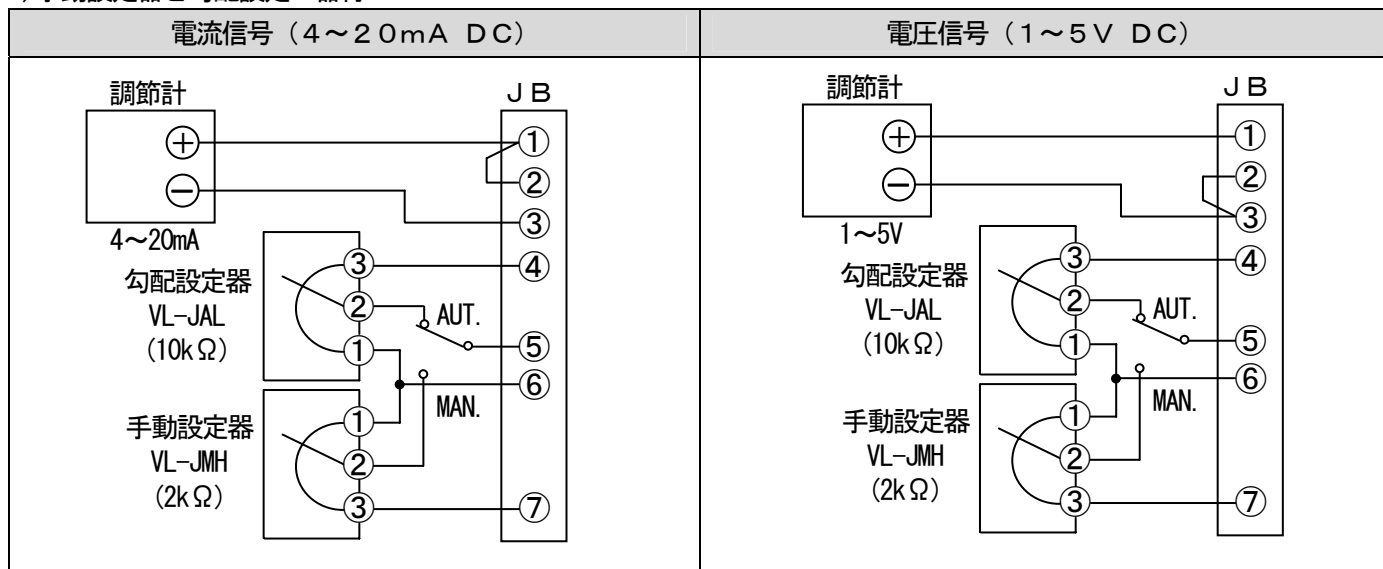 電流信号（４～２０ｍＡ ＤＣ）
電圧信号（１～５Ｖ ＤＣ）
調節計
ＪＢ
＋
－
4～20mA
①
②
③
④
⑤
⑥
⑦
勾配設定器
VL-JAL
(10kΩ)
③
②
①
AUT.
MAN.
手動設定器
VL-JMH
(2kΩ)
①
②
③
調節計
ＪＢ
＋
－
1～5V
①
②
③
④
⑤
⑥
⑦
勾配設定器
VL-JAL
(10kΩ)
③
②
①
AUT.
MAN.
手動設定器
VL-JMH
(2kΩ)
①
②
③